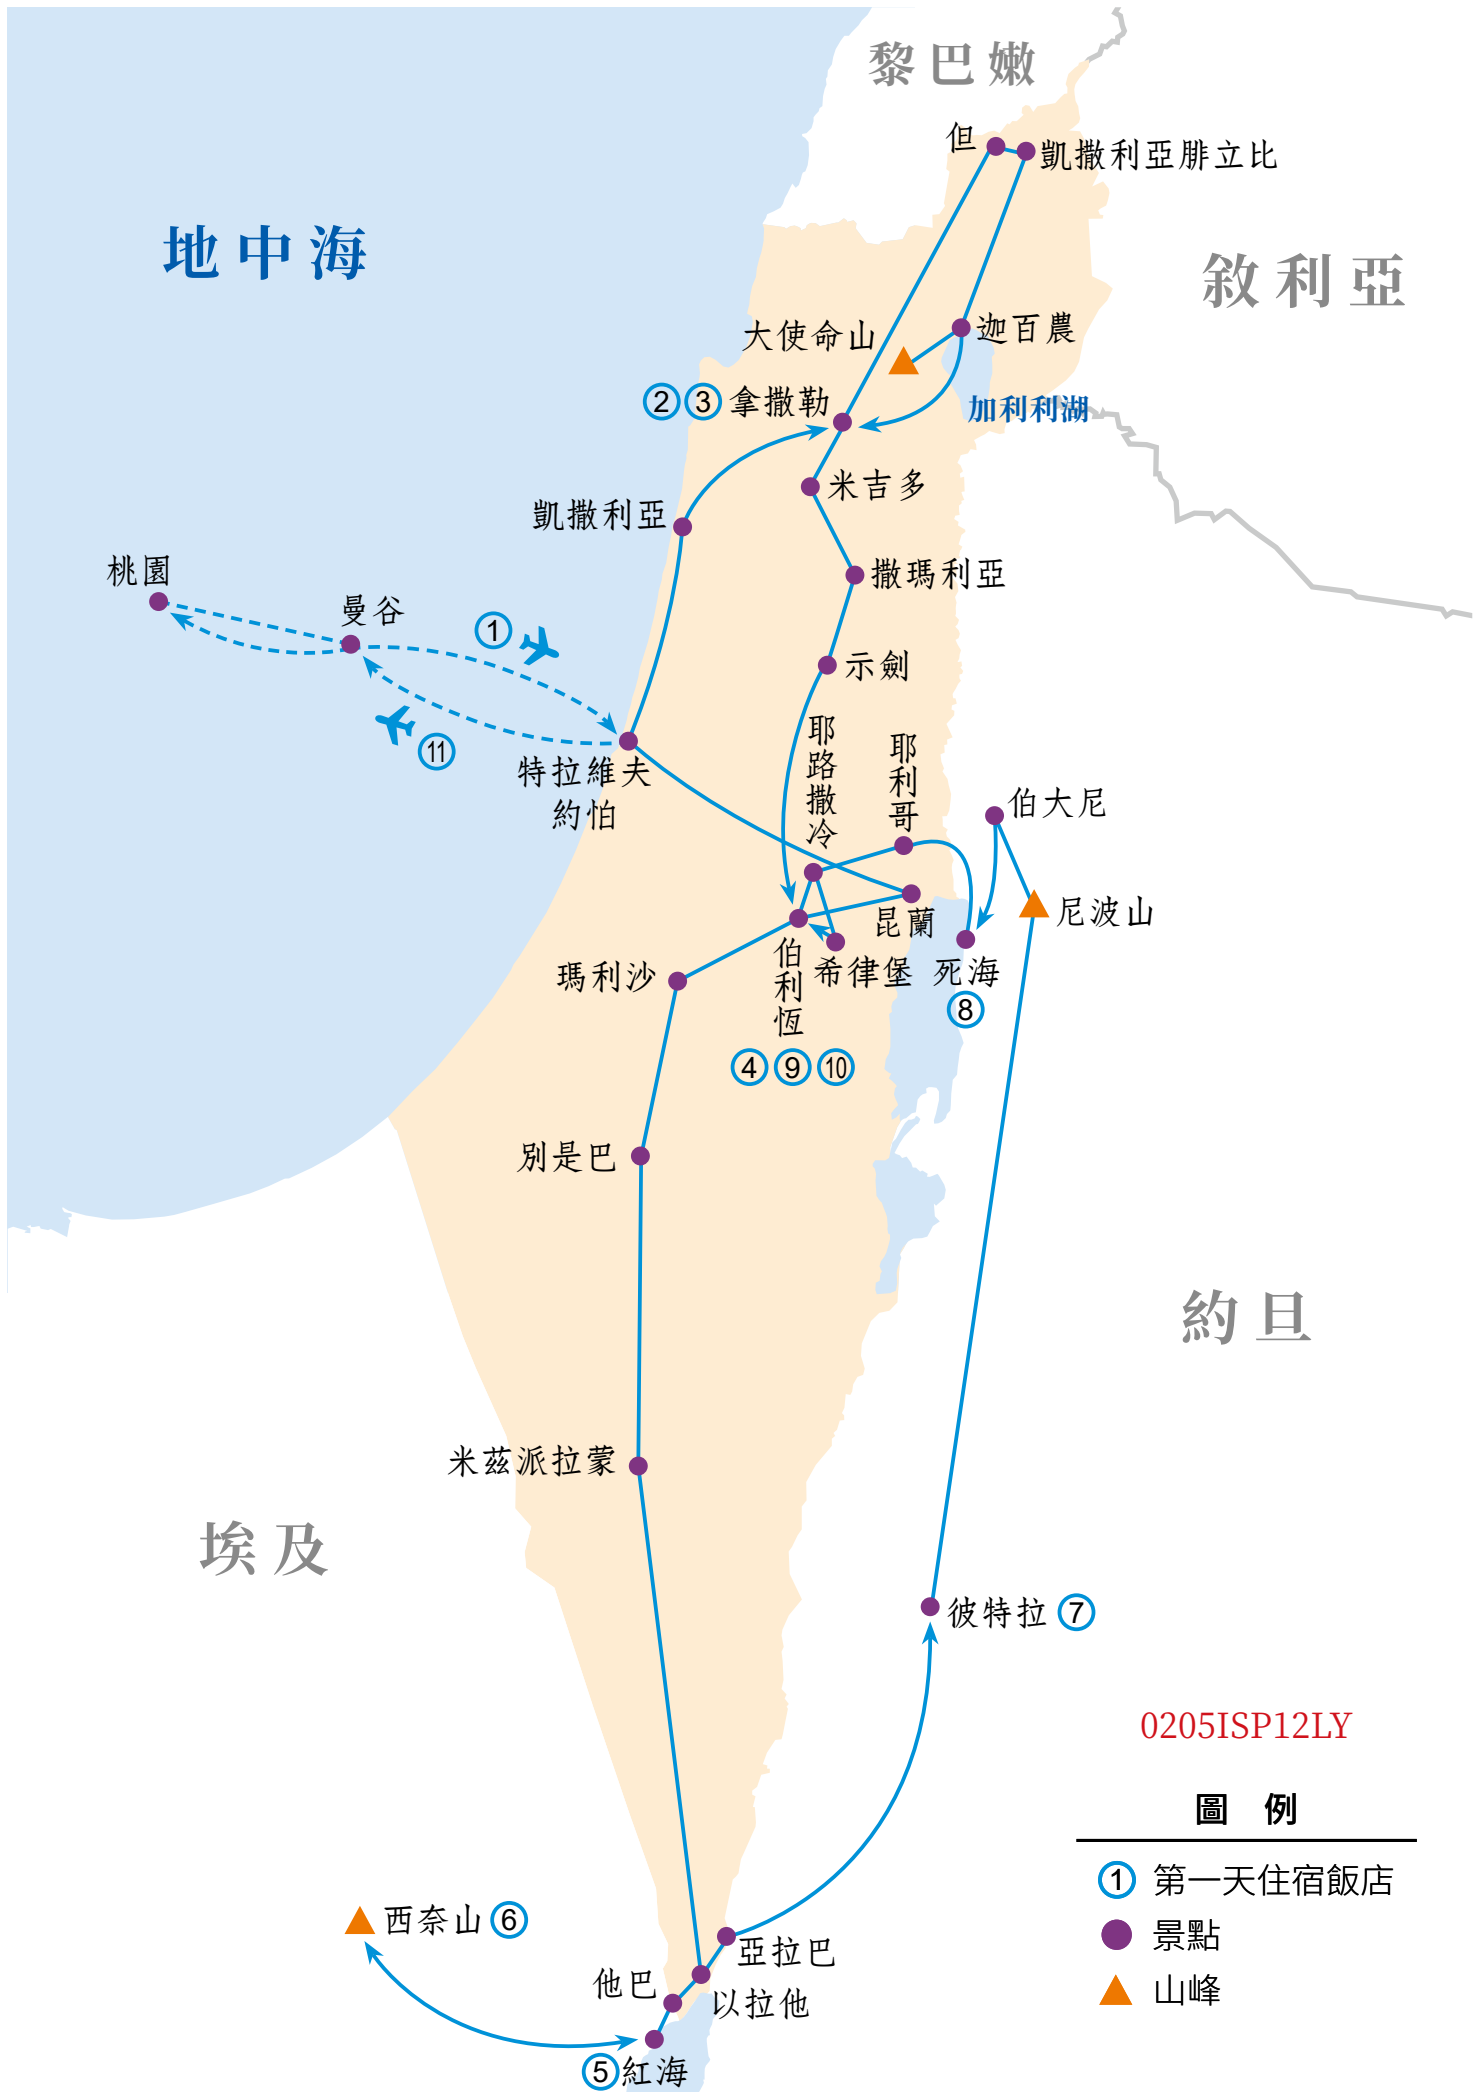 黎巴嫩
但
凱撒利亞腓立比
地中海
敘利亞
大使命山
迦百農
② ③ 拿撒勒
加利利湖
米吉多
凱撒利亞
撒瑪利亞
桃園
曼谷
①
示劍
⑪
特拉維夫
約怕
耶路撒冷
耶利哥
伯大尼
尼波山
昆蘭
瑪利沙
伯利恆
希律堡
死海
⑧
④ ⑨ ⑩
別是巴
約旦
米茲派拉蒙
埃及
彼特拉 ⑦
0205ISP12LY
圖 例
① 第一天住宿飯店
景點
山峰
西奈山 ⑥
亞拉巴
他巴
以拉他
⑤ 紅海